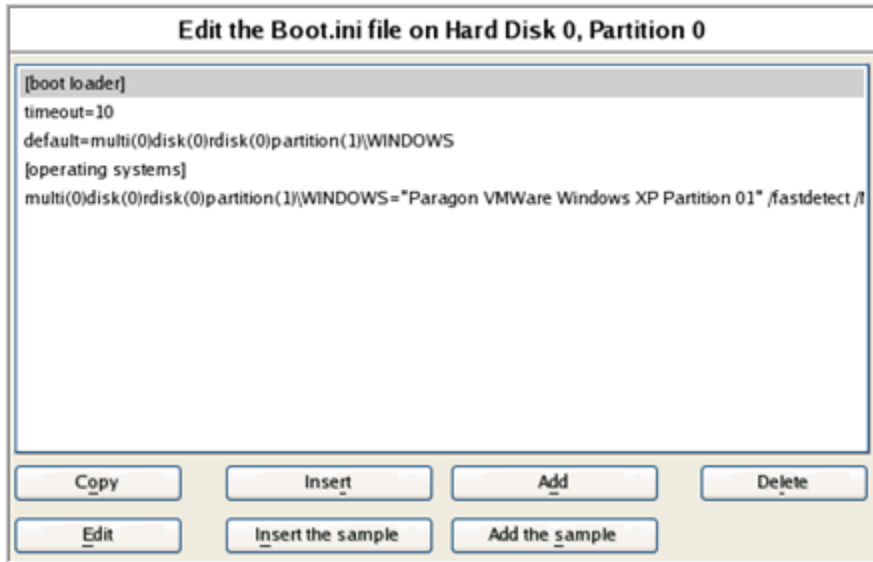 Edit the Boot.ini file on Hard Disk 0, Partition 0
[boot loader]
timeout=10
default=multi(0)disk(0)rdisk(0)partition(1)\WINDOWS
[operating systems]
multi(0)disk(0)rdisk(0)partition(1)\WINDOWS="Paragon VMWare Windows XP Partition 01" /fastdetect
Copy Insert Add Delete
Edit Insert the sample Add the sample